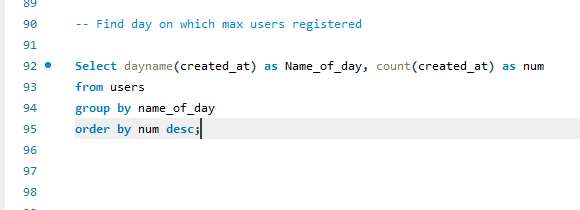 89
90 -- Find day on which max users registered
91
92 Select dayname(created_at) as Name_of_day, count(created_at) as num
93 from users
94 group by name_of_day
95 order by num desc;
96
97
98